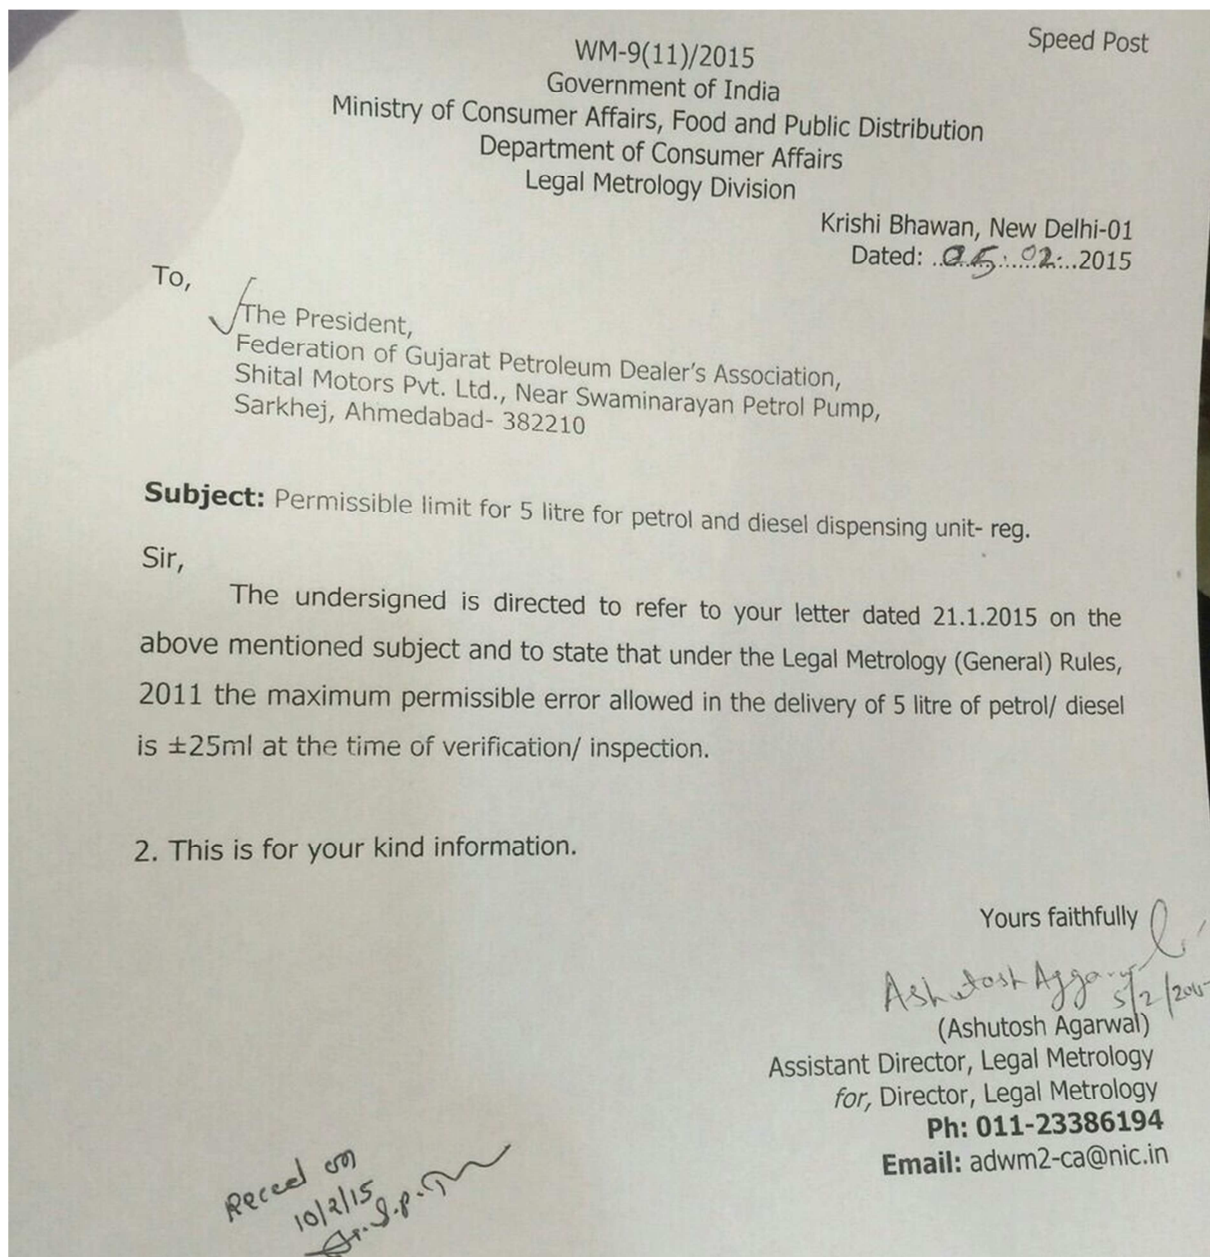 Speed Post
WM-9(11)/2015
Government of India
Ministry of Consumer Affairs, Food and Public Distribution
Department of Consumer Affairs
Legal Metrology Division
Krishi Bhawan, New Delhi-01
Dated: 05.02.2015
To,
The President,
Federation of Gujarat Petroleum Dealer's Association,
Shital Motors Pvt. Ltd., Near Swaminarayan Petrol Pump,
Sarkhej, Ahmedabad- 382210
Subject: Permissible limit for 5 litre for petrol and diesel dispensing unit- reg.
Sir,
The undersigned is directed to refer to your letter dated 21.1.2015 on the
above mentioned subject and to state that under the Legal Metrology (General) Rules,
2011 the maximum permissible error allowed in the delivery of 5 litre of petrol/ diesel
is ±25ml at the time of verification/ inspection.
2. This is for your kind information.
Yours faithfully
Ashutosh
5/2/2015
(Ashutosh Agarwal)
Assistant Director, Legal Metrology
for, Director, Legal Metrology
Ph: 011-23386194
Email: adwm2-ca@nic.in
on
10/2/15